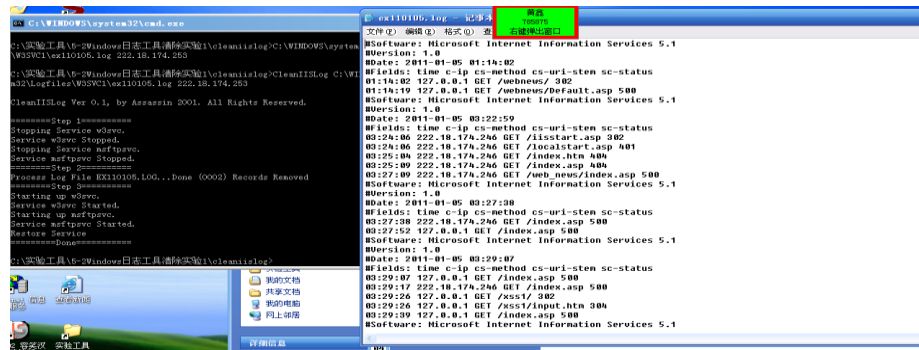 C:\WINDOWS\system32\cmd.exe
C:\实验工具\5-2Windows日志工具清除实验1\cleaniislog>C:\WINDOWS\system
\W3SVC1\ex110105.log 222.18.174.253
C:\实验工具\5-2Windows日志工具清除实验1\cleaniislog>CleanIISLog C:\WI
m32\Logfiles\W3SVC1\ex110105.log 222.18.174.253
CleanIISLog Ver 0.1, by Assassin 2001. All Rights Reserved.
========Step 1==========
Stopping Service w3svc.
Service w3svc Stopped.
Stopping Service msftpsvc.
Service msftpsvc Stopped.
========Step 2==========
Process Log File EX110105.LOG...Done (0002) Records Removed
========Step 3==========
Starting up w3svc.
Service w3svc Started.
Starting up msftpsvc.
Service msftpsvc Started.
Restore Service
=========Done===========
C:\实验工具\5-2Windows日志工具清除实验1\cleaniislog>
信息
查看新闻
实验工具
我的文档
共享文档
我的电脑
网上邻居
详细信息
实验工具
ex110105.log - 记事本
黄磊
785075
右键弹出窗口
文件(F) 编辑(E) 格式(O) 查
#Software: Microsoft Internet Information Services 5.1
#Version: 1.0
#Date: 2011-01-05 01:14:02
#Fields: time c-ip cs-method cs-uri-stem sc-status
01:14:02 127.0.0.1 GET /webnews/ 302
01:14:19 127.0.0.1 GET /webnews/Default.asp 500
#Software: Microsoft Internet Information Services 5.1
#Version: 1.0
#Date: 2011-01-05 03:22:59
#Fields: time c-ip cs-method cs-uri-stem sc-status
03:24:06 222.18.174.246 GET /iisstart.asp 302
03:24:06 222.18.174.246 GET /localstart.asp 401
03:25:04 222.18.174.246 GET /index.htm 404
03:25:09 222.18.174.246 GET /index.asp 404
03:27:09 222.18.174.246 GET /web_news/index.asp 500
#Software: Microsoft Internet Information Services 5.1
#Version: 1.0
#Date: 2011-01-05 03:27:38
#Fields: time c-ip cs-method cs-uri-stem sc-status
03:27:38 222.18.174.246 GET /index.asp 500
03:27:52 127.0.0.1 GET /index.asp 500
#Software: Microsoft Internet Information Services 5.1
#Version: 1.0
#Date: 2011-01-05 03:29:07
#Fields: time c-ip cs-method cs-uri-stem sc-status
03:29:07 127.0.0.1 GET /index.asp 500
03:29:17 222.18.174.246 GET /index.asp 500
03:29:26 127.0.0.1 GET /xss1/ 302
03:29:26 127.0.0.1 GET /xss1/input.htm 304
03:29:39 127.0.0.1 GET /index.asp 500
#Software: Microsoft Internet Information Services 5.1